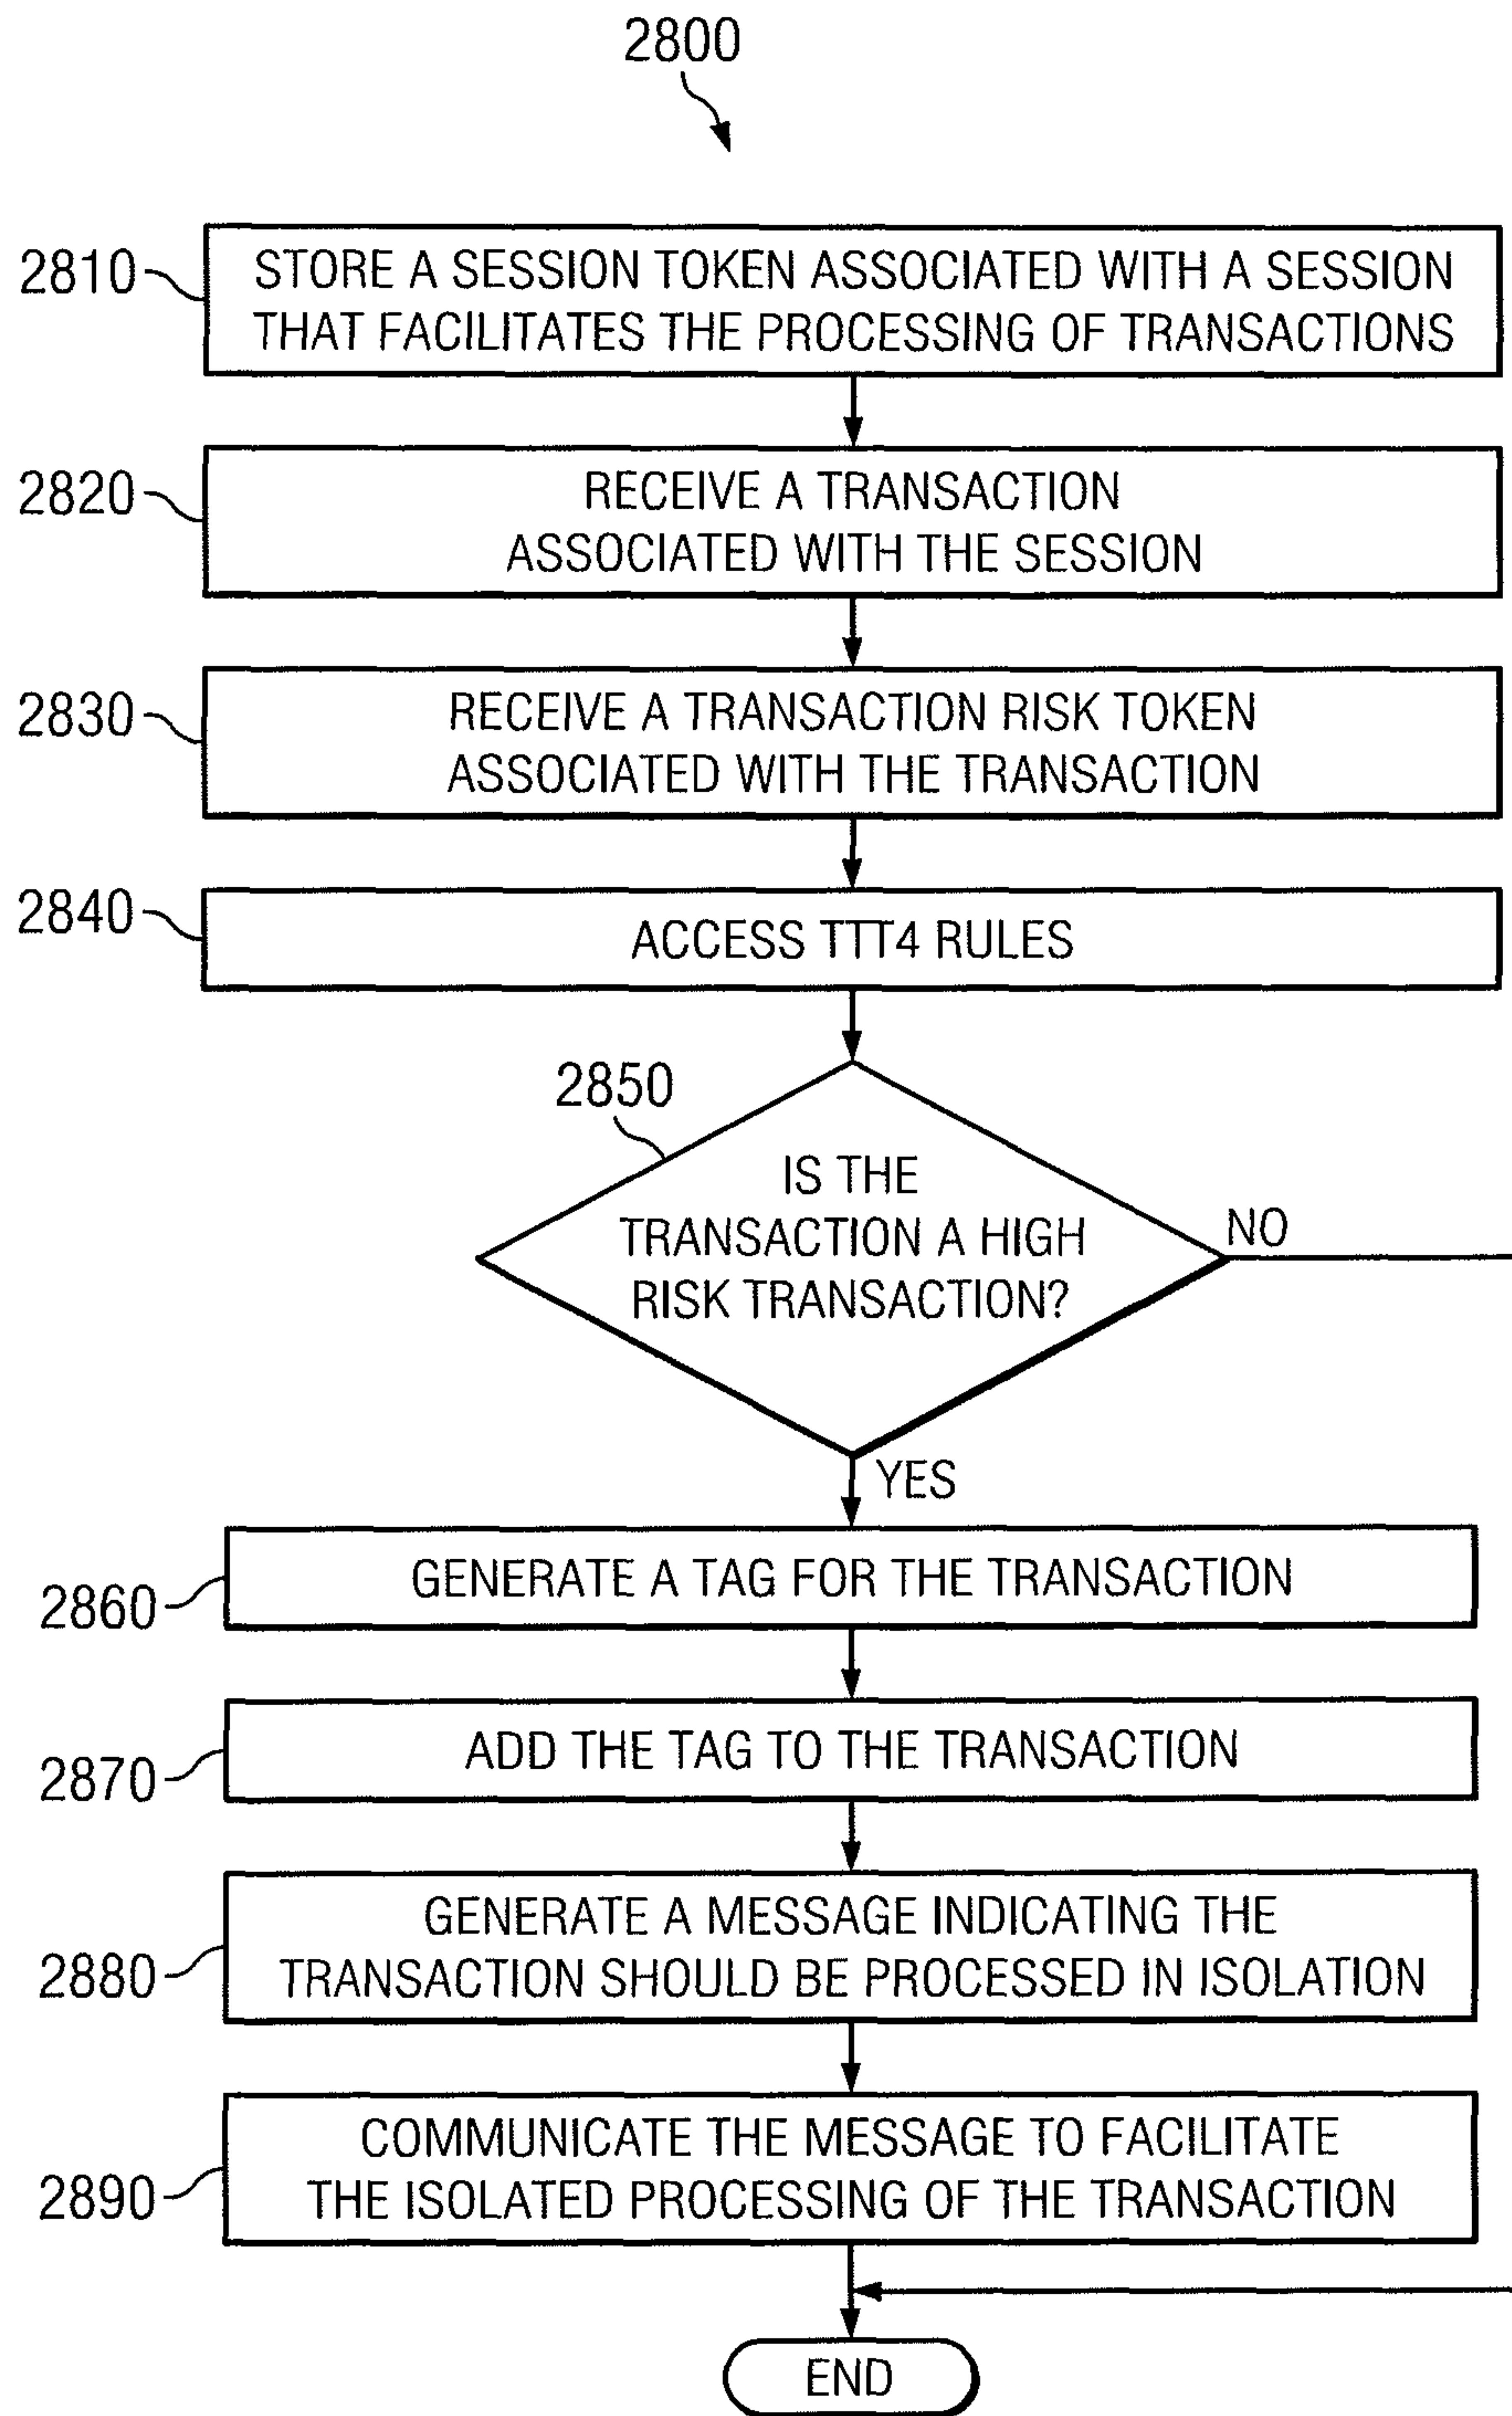 2800
2810
STORE A SESSION TOKEN ASSOCIATED WITH A SESSION
THAT FACILITATES THE PROCESSING OF TRANSACTIONS
2820
RECEIVE A TRANSACTION
ASSOCIATED WITH THE SESSION
2830
RECEIVE A TRANSACTION RISK TOKEN
ASSOCIATED WITH THE TRANSACTION
2840
ACCESS TTT4 RULES
2850
IS THE
TRANSACTION A HIGH
RISK TRANSACTION?
NO
YES
2860
GENERATE A TAG FOR THE TRANSACTION
2870
ADD THE TAG TO THE TRANSACTION
2880
GENERATE A MESSAGE INDICATING THE
TRANSACTION SHOULD BE PROCESSED IN ISOLATION
2890
COMMUNICATE THE MESSAGE TO FACILITATE
THE ISOLATED PROCESSING OF THE TRANSACTION
END